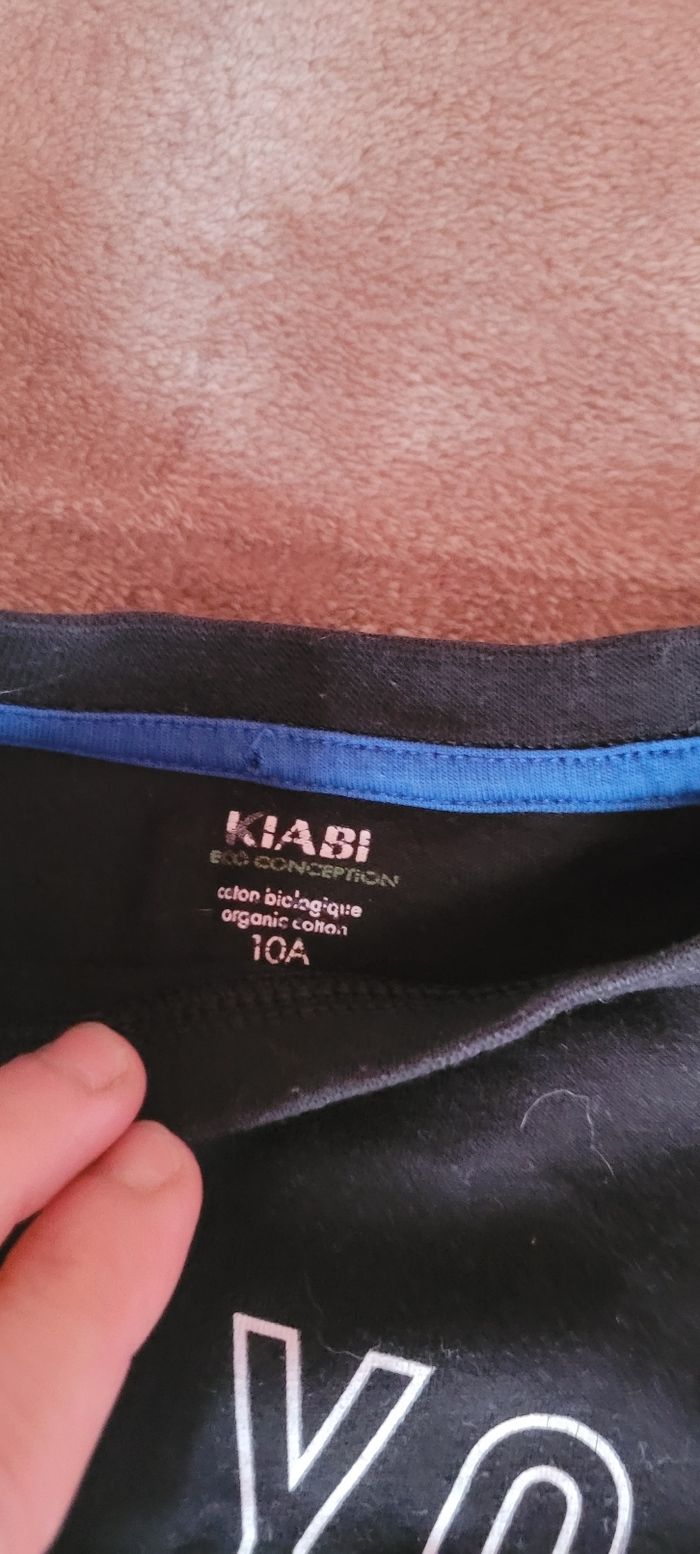 KIABI
ECO CONCEPTION
coton biologique
organic cotton
10A